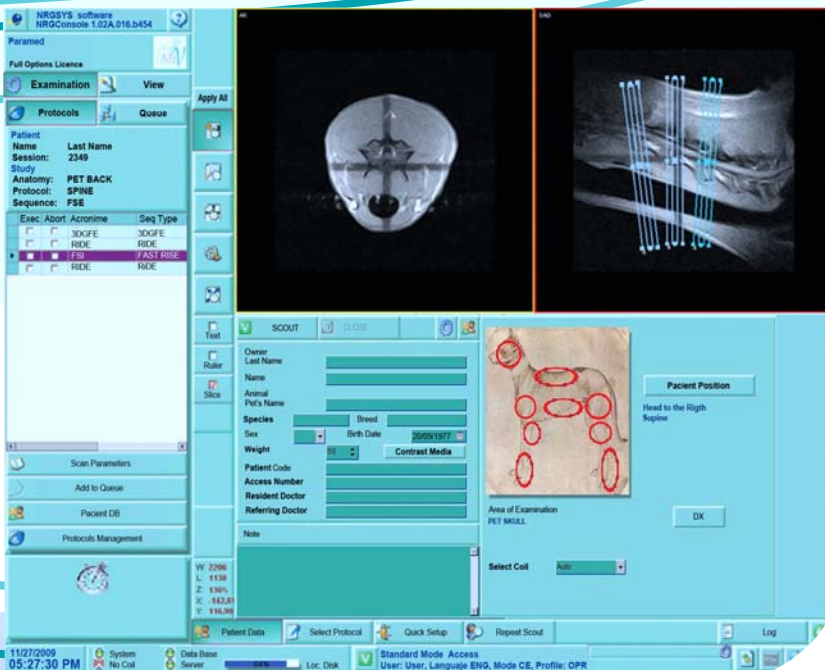 NRGSYS software
NRGConsole 1.02A.016.b454
?
Paramed
Full Options Licence
Examination
View
Protocols
Queue
Apply All
Patient
Name Last Name
Session: 2349
Study
Anatomy: PET BACK
Protocol: SPINE
Sequence: FSE
Exec Abort Acronime Seq Type
3DGFE 3DGFE
RIDE RIDE
FSI FAST RISE
RIDE RIDE
Text
Ruler
Slice
Scan Parameters
Add to Queue
Pacient DB
Protocols Management
W: 2206
L: 1138
Z: 136%
SCOUT
CLOSE
Owner
Last Name
Name
Animal
Pet's Name
Species
Breed
Sex
Birth Date 20/09/1977
Weight 50
Contrast Media
Patient Code
Access Number
Resident Doctor
Referring Doctor
Note
Pacient Position
Head to the Rigth
Supine
Area of Examination
PET SKULL
DX
Select Coil Auto
Patient Data
Select Protocol
Quick Setup
Repeat Scout
Log
11/27/2009
05:27:30 PM
System
No Coil
Data Base
Server
Loc. Disk
Standard Mode Access
User: User, Languaje ENG, Mode CE, Profile: OPR